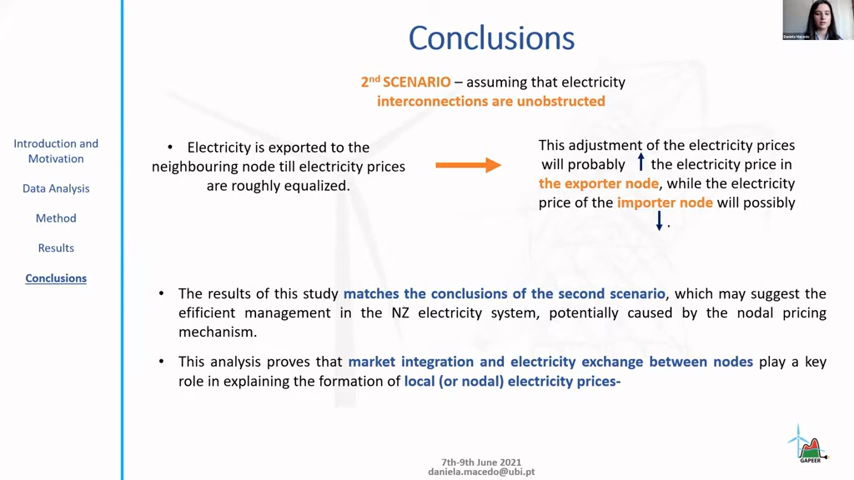 Conclusions
2nd SCENARIO – assuming that electricity
interconnections are unobstructed
Introduction and
Motivation
Data Analysis
Method
Results
Conclusions
• Electricity is exported to the
neighbouring node till electricity prices
are roughly equalized.
This adjustment of the electricity prices
will probably ↑ the electricity price in
the exporter node, while the electricity
price of the importer node will possibly
↓ .
• The results of this study matches the conclusions of the second scenario, which may suggest the
efificient management in the NZ electricity system, potentially caused by the nodal pricing
mechanism.
• This analysis proves that market integration and electricity exchange between nodes play a key
role in explaining the formation of local (or nodal) electricity prices-
7th-9th June 2021
daniela.macedo@ubi.pt
GAPEER
Daniela Macedo